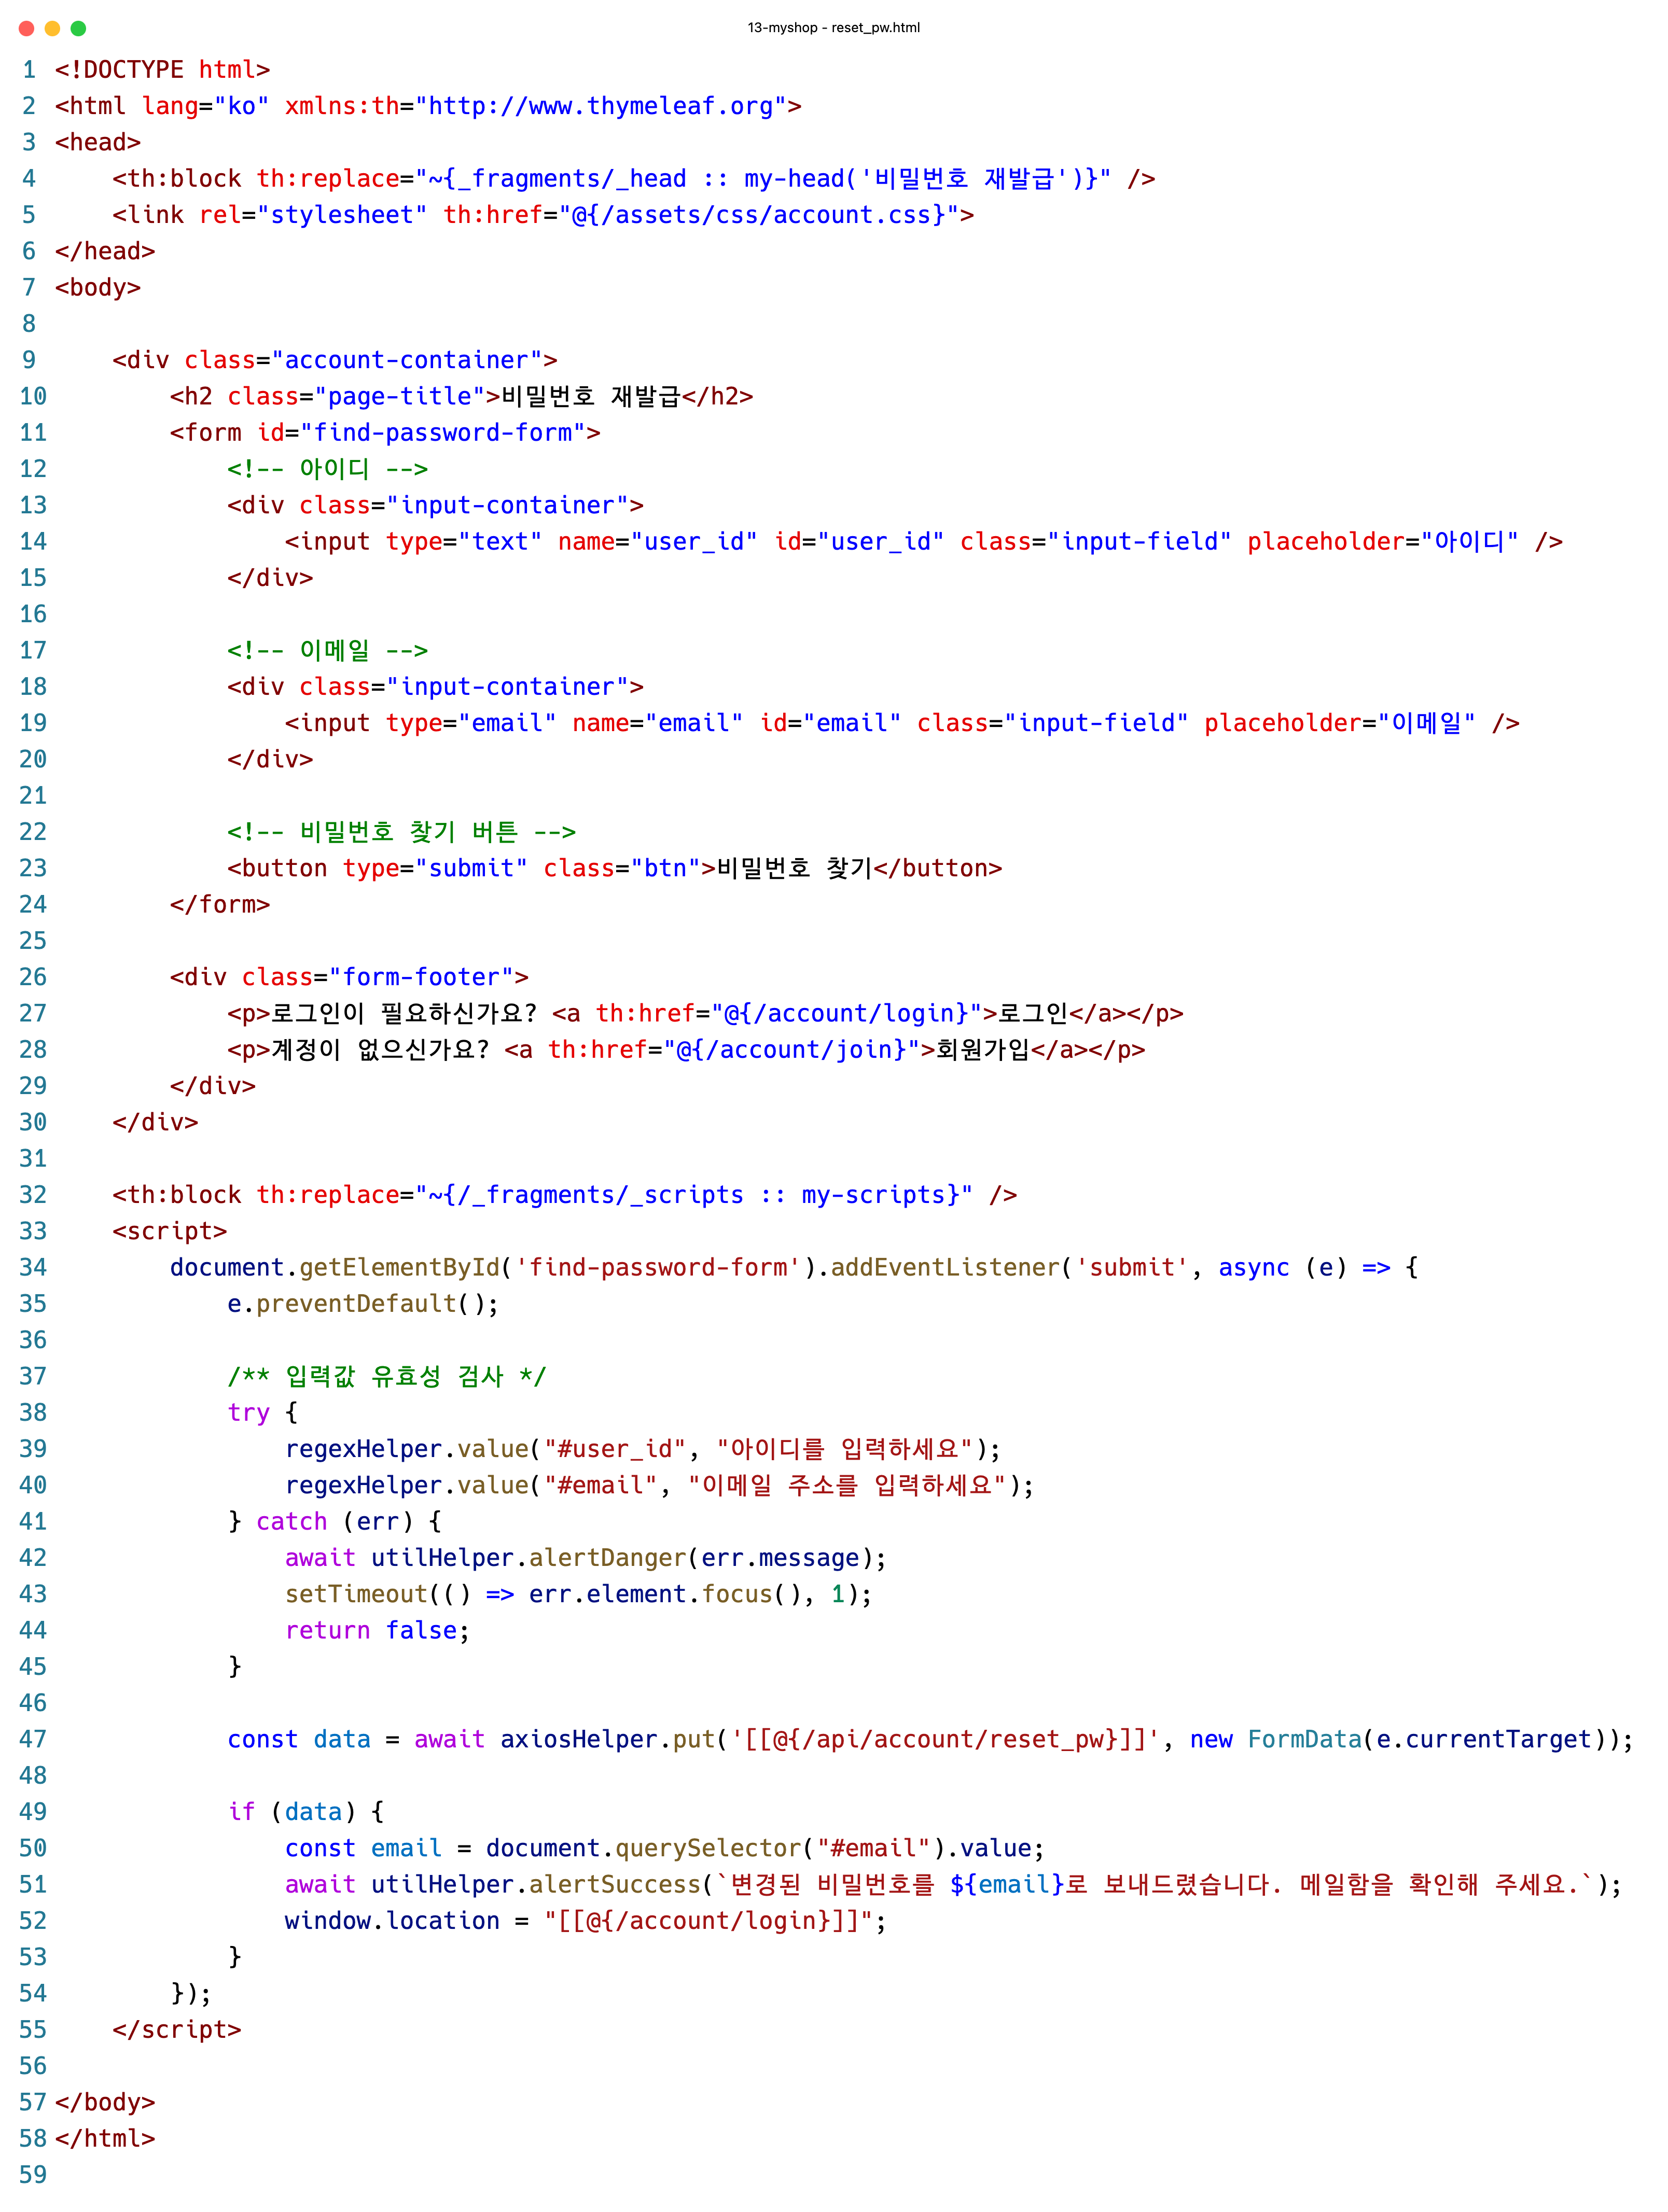 13-myshop - reset_pw.html
1 <!DOCTYPE html>
2 <html lang="ko" xmlns:th="http://www.thymeleaf.org">
3 <head>
4     <th:block th:replace="~{_fragments/_head :: my-head('비밀번호 재발급')}" />
5     <link rel="stylesheet" th:href="@{/assets/css/account.css}">
6 </head>
7 <body>
8
9     <div class="account-container">
10         <h2 class="page-title">비밀번호 재발급</h2>
11         <form id="find-password-form">
12             <!-- 아이디 -->
13             <div class="input-container">
14                 <input type="text" name="user_id" id="user_id" class="input-field" placeholder="아이디" />
15             </div>
16
17             <!-- 이메일 -->
18             <div class="input-container">
19                 <input type="email" name="email" id="email" class="input-field" placeholder="이메일" />
20             </div>
21
22             <!-- 비밀번호 찾기 버튼 -->
23             <button type="submit" class="btn">비밀번호 찾기</button>
24         </form>
25
26         <div class="form-footer">
27             <p>로그인이 필요하신가요? <a th:href="@{/account/login}">로그인</a></p>
28             <p>계정이 없으신가요? <a th:href="@{/account/join}">회원가입</a></p>
29         </div>
30     </div>
31
32     <th:block th:replace="~{/_fragments/_scripts :: my-scripts}" />
33     <script>
34         document.getElementById('find-password-form').addEventListener('submit', async (e) => {
35             e.preventDefault();
36
37             /** 입력값 유효성 검사 */
38             try {
39                 regexHelper.value("#user_id", "아이디를 입력하세요");
40                 regexHelper.value("#email", "이메일 주소를 입력하세요");
41             } catch (err) {
42                 await utilHelper.alertDanger(err.message);
43                 setTimeout(() => err.element.focus(), 1);
44                 return false;
45             }
46
47             const data = await axiosHelper.put('[[@{/api/account/reset_pw}]]', new FormData(e.currentTarget));
48
49             if (data) {
50                 const email = document.querySelector("#email").value;
51                 await utilHelper.alertSuccess(`변경된 비밀번호를 ${email}로 보내드렸습니다. 메일함을 확인해 주세요.`);
52                 window.location = "[[@{/account/login}]]";
53             }
54         });
55     </script>
56
57 </body>
58 </html>
59